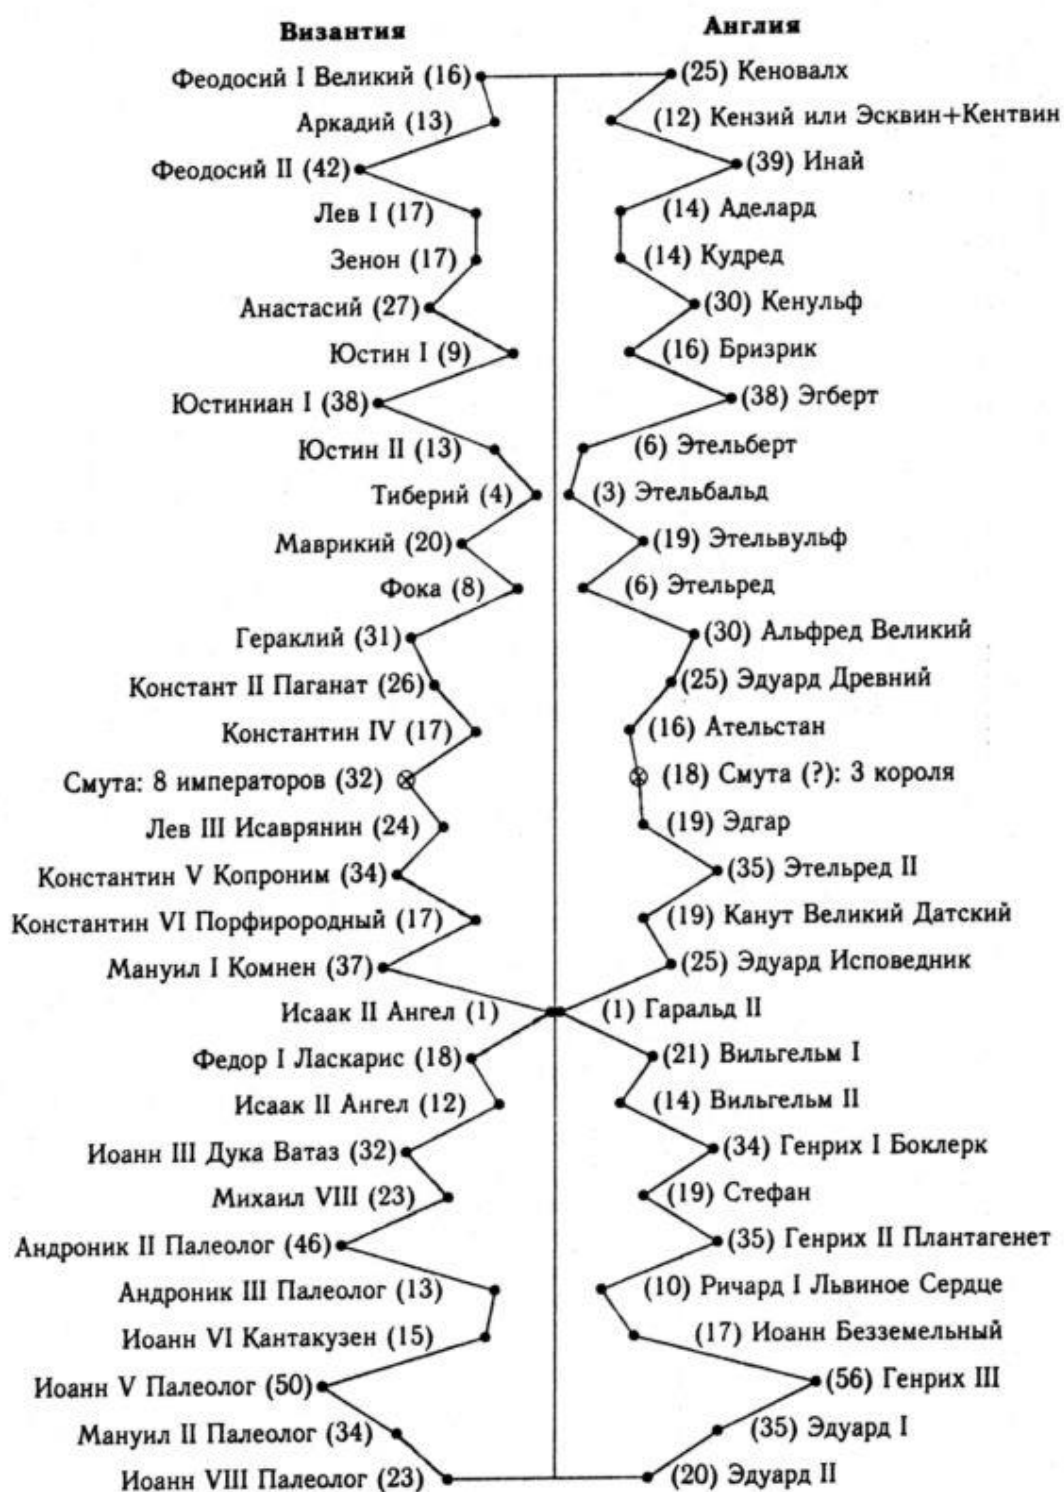 Византия Англия
Феодосий I Великий (16) (25) Кеновалх
Аркадий (13) (12) Кензий или Эсквин+Кентвин
Феодосий II (42) (39) Инай
Лев I (17) (14) Аделард
Зенон (17) (14) Кудред
Анастасий (27) (30) Кенульф
Юстин I (9) (16) Бризрик
Юстиниан I (38) (38) Эгберт
Юстин II (13) (6) Этельберт
Тиберий (4) (3) Этельбальд
Маврикий (20) (19) Этельвульф
Фока (8) (6) Этельред
Гераклий (31) (30) Альфред Великий
Констант II Паганат (26) (25) Эдуард Древний
Константин IV (17) (16) Ательстан
Смута: 8 императоров (32) (18) Смута (?): 3 короля
Лев III Исаврянин (24) (19) Эдгар
Константин V Копроним (34) (35) Этельред II
Константин VI Порфирородный (17) (19) Канут Великий Датский
Мануил I Комнен (37) (25) Эдуард Исповедник
Исаак II Ангел (1) (1) Гаральд II
Федор I Ласкарис (18) (21) Вильгельм I
Исаак II Ангел (12) (14) Вильгельм II
Иоанн III Дука Ватаз (32) (34) Генрих I Боклерк
Михаил VIII (23) (19) Стефан
Андроник II Палеолог (46) (35) Генрих II Плантагенет
Андроник III Палеолог (13) (10) Ричард I Львиное Сердце
Иоанн VI Кантакузен (15) (17) Иоанн Безземельный
Иоанн V Палеолог (50) (56) Генрих III
Мануил II Палеолог (34) (35) Эдуард I
Иоанн VIII Палеолог (23) (20) Эдуард II